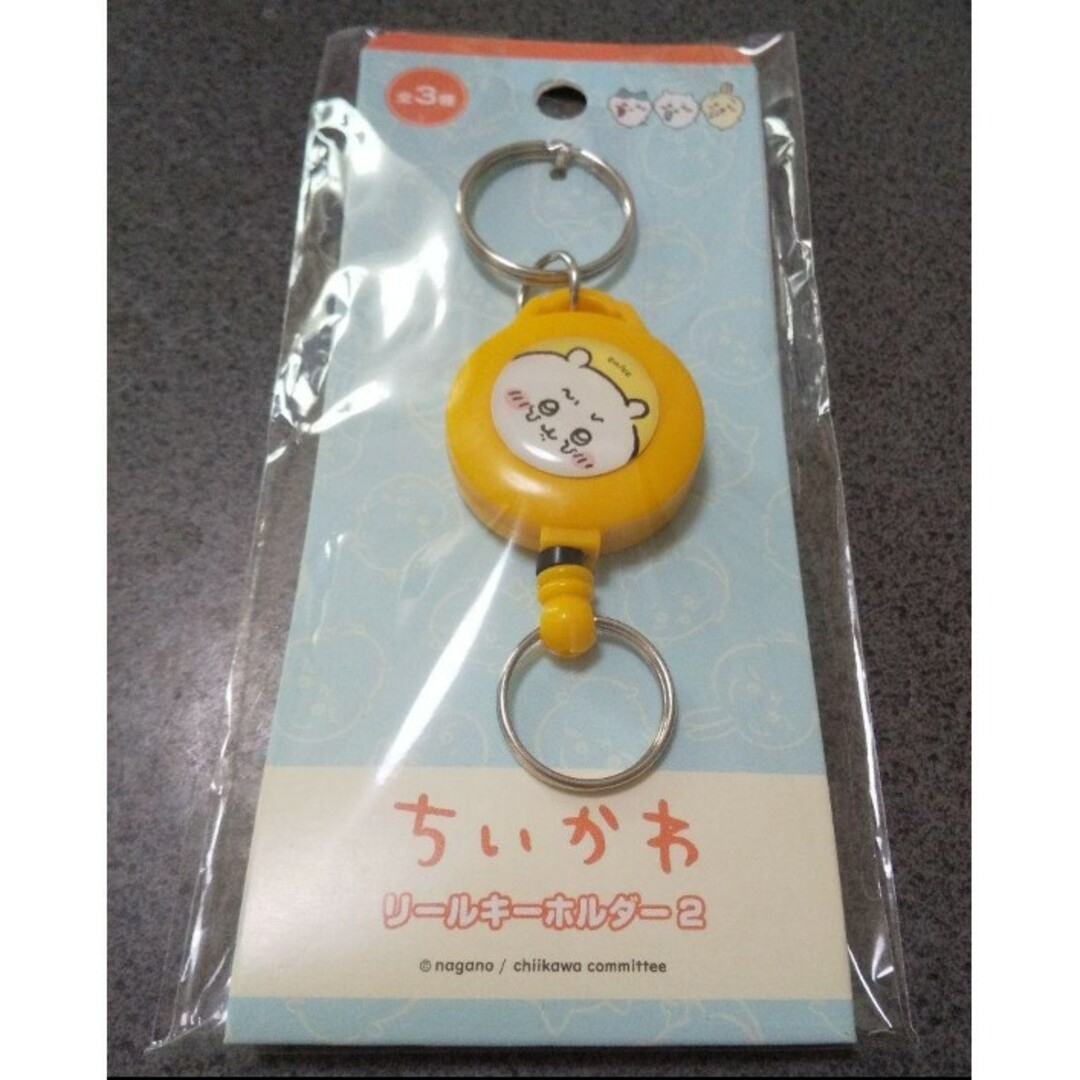 全3種
ちいかわ
リールキーホルダー2
©nagano / chiikawa committee